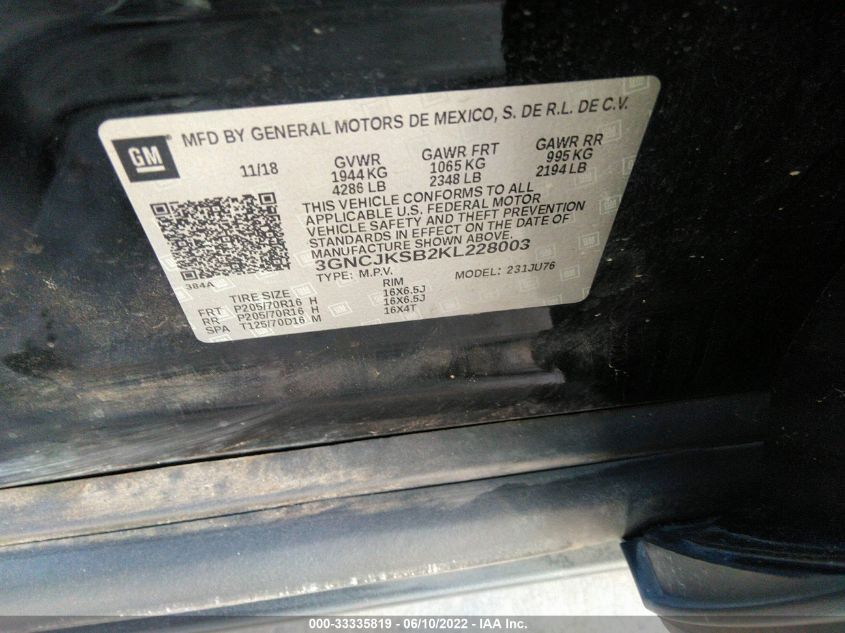 GM
MFD BY GENERAL MOTORS DE MEXICO, S. DE R.L. DE C.V.
11/18 GVWR GAWR FRT GAWR RR
1944 KG 1065 KG 995 KG
4286 LB 2348 LB 2194 LB
THIS VEHICLE CONFORMS TO ALL
APPLICABLE U.S. FEDERAL MOTOR
VEHICLE SAFETY AND THEFT PREVENTION
STANDARDS IN EFFECT ON THE DATE OF
MANUFACTURE SHOWN ABOVE.
3GNCJKSB2KL228003
384A TYPE: M.P.V. MODEL: 231JU76
TIRE SIZE RIM
FRT P205/70R16 H 16X6.5J
RR P205/70R16 H 16X6.5J
SPA T125/70D16 M 16X4T
000-33335819 / 06/10/2022 - IAA Inc.